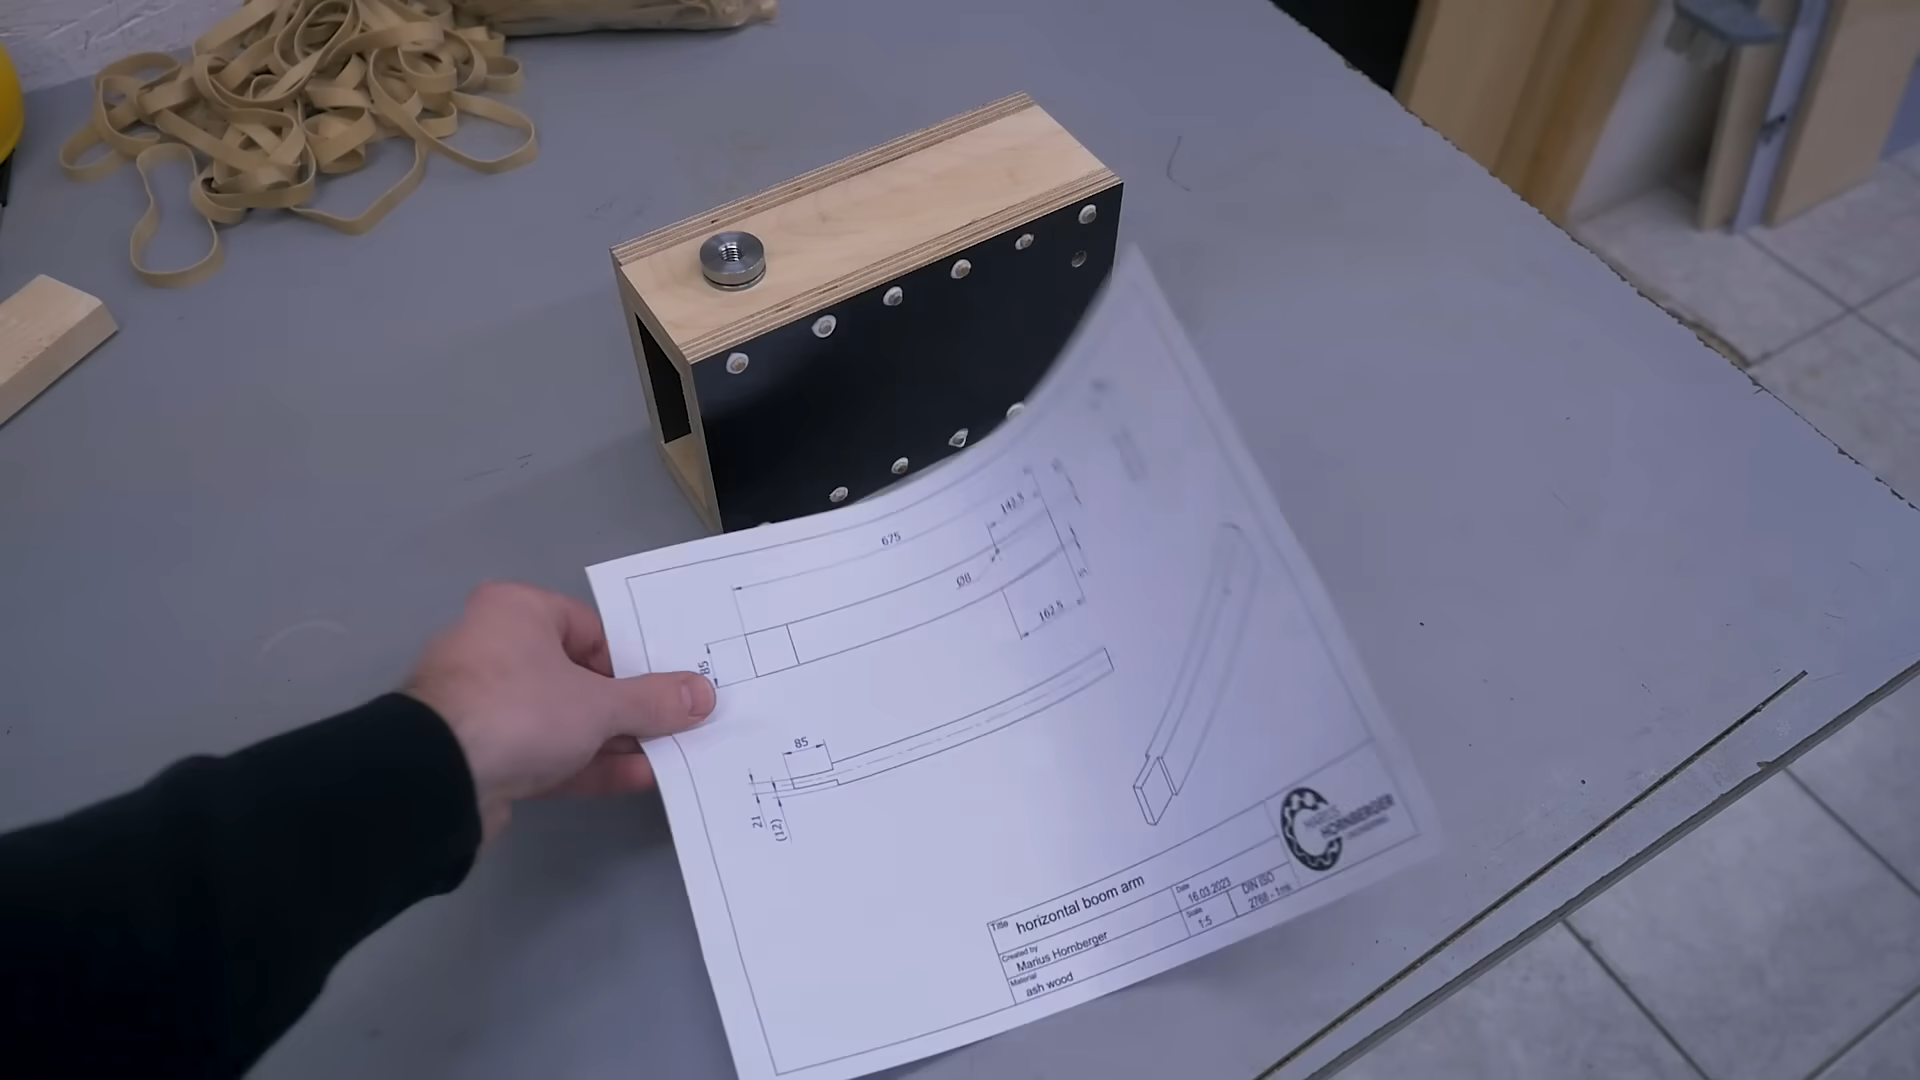 675
142.5
Ø8
162.5
85
85
21
(12)
Title
horizontal boom arm
Created by
Marius Hornberger
Material
ash wood
Date
16.03.2023
Scale
1:5
DIN ISO
2768 - 1m
MARIUS
HORNBERGER